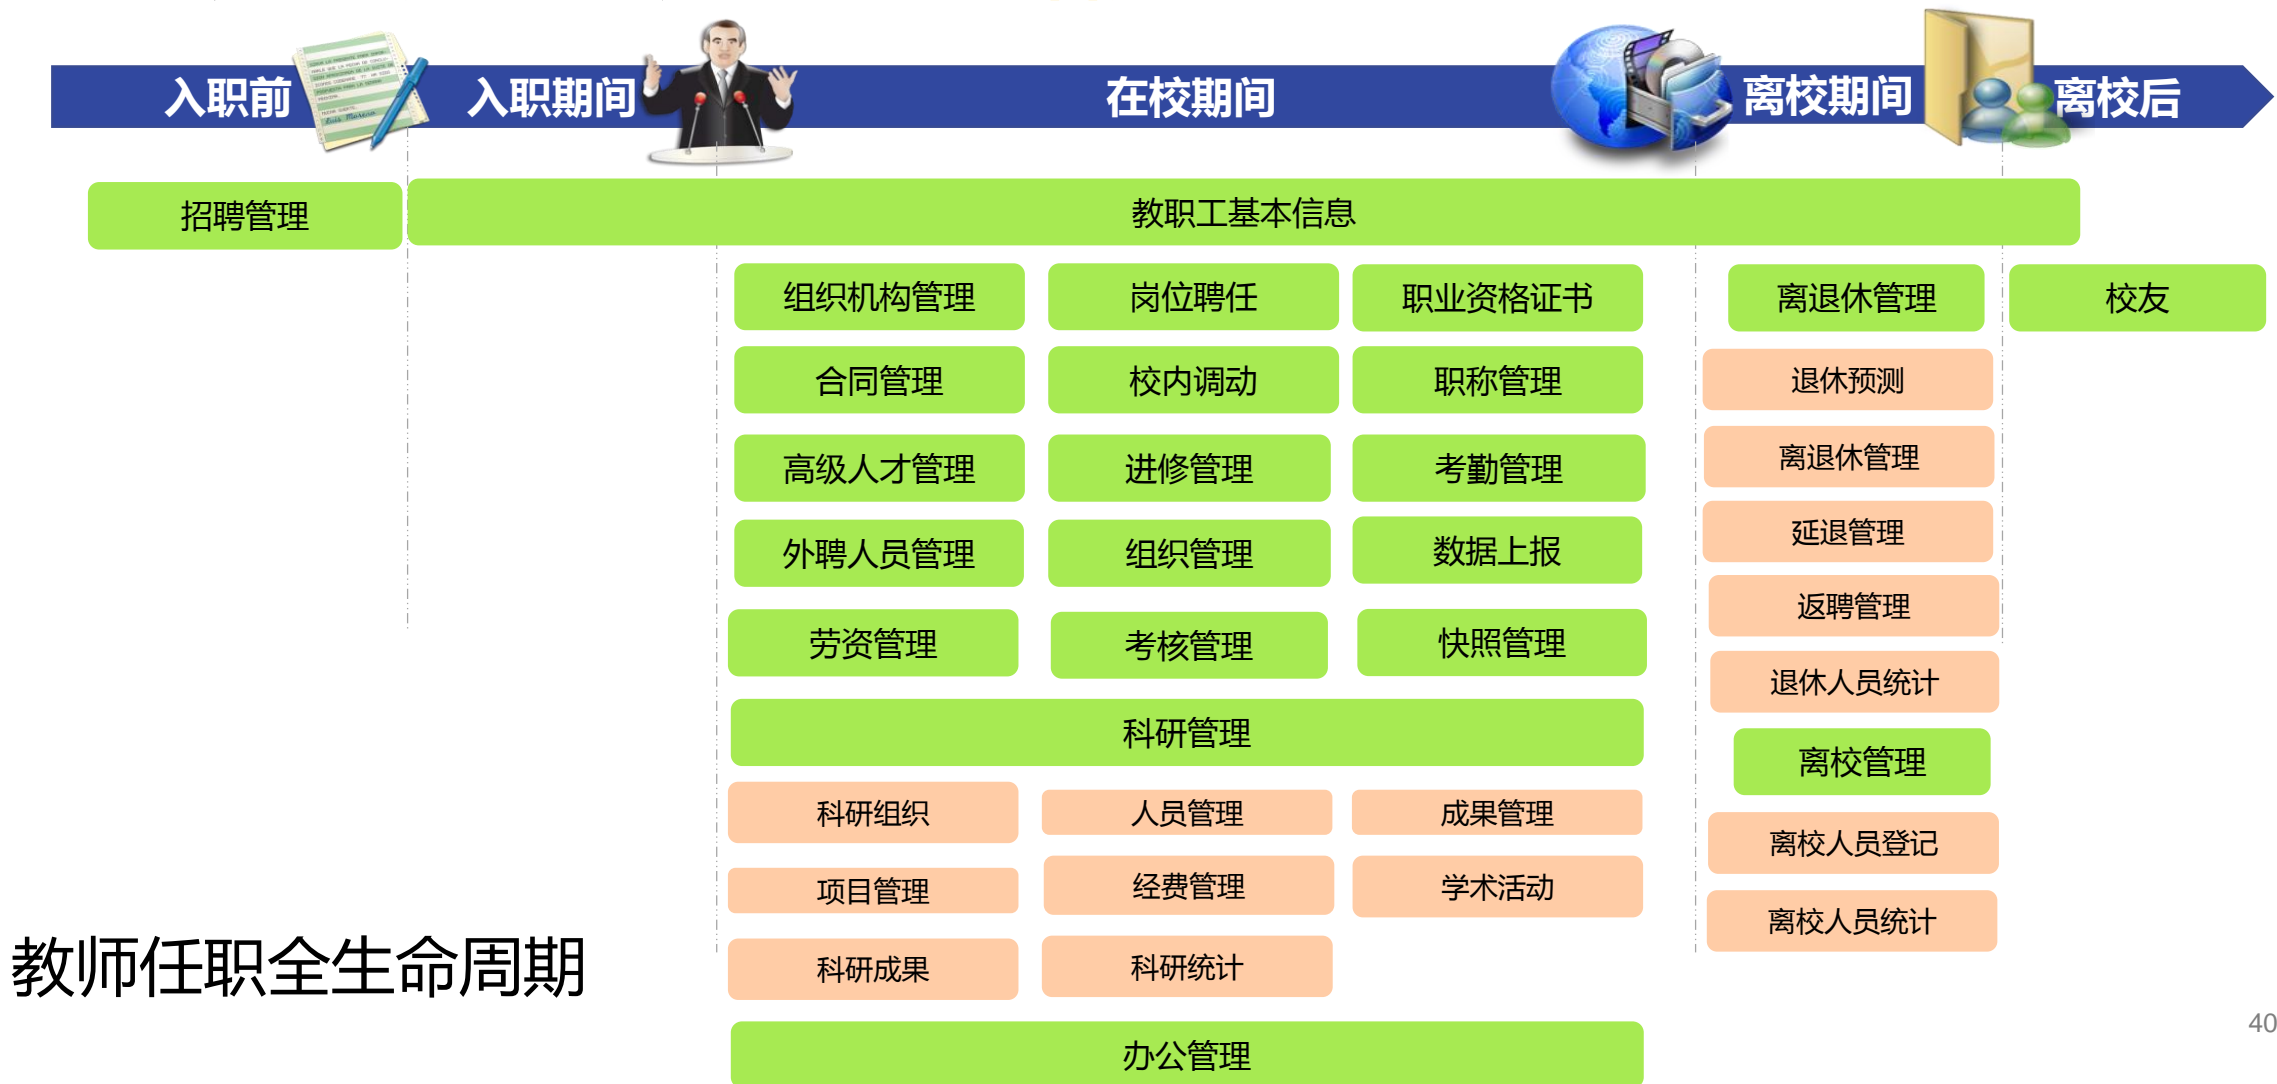 入职前
入职期间
在校期间
离校期间
离校后
招聘管理
教职工基本信息
组织机构管理
岗位聘任
职业资格证书
离退休管理
校友
合同管理
校内调动
职称管理
退休预测
高级人才管理
进修管理
考勤管理
离退休管理
外聘人员管理
组织管理
数据上报
延退管理
劳资管理
考核管理
快照管理
返聘管理
退休人员统计
科研管理
离校管理
科研组织
人员管理
成果管理
离校人员登记
项目管理
经费管理
学术活动
离校人员统计
科研成果
科研统计
教师任职全生命周期
办公管理
40